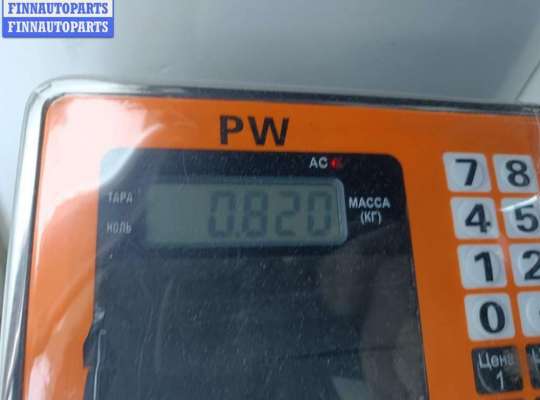 FINNAUTOPARTS
FINNAUTOPARTS
PW
AC
ТАРА
0.820
МАССА
(КГ)
НОЛЬ
7 8
4 5
1 2
0
Цена
1